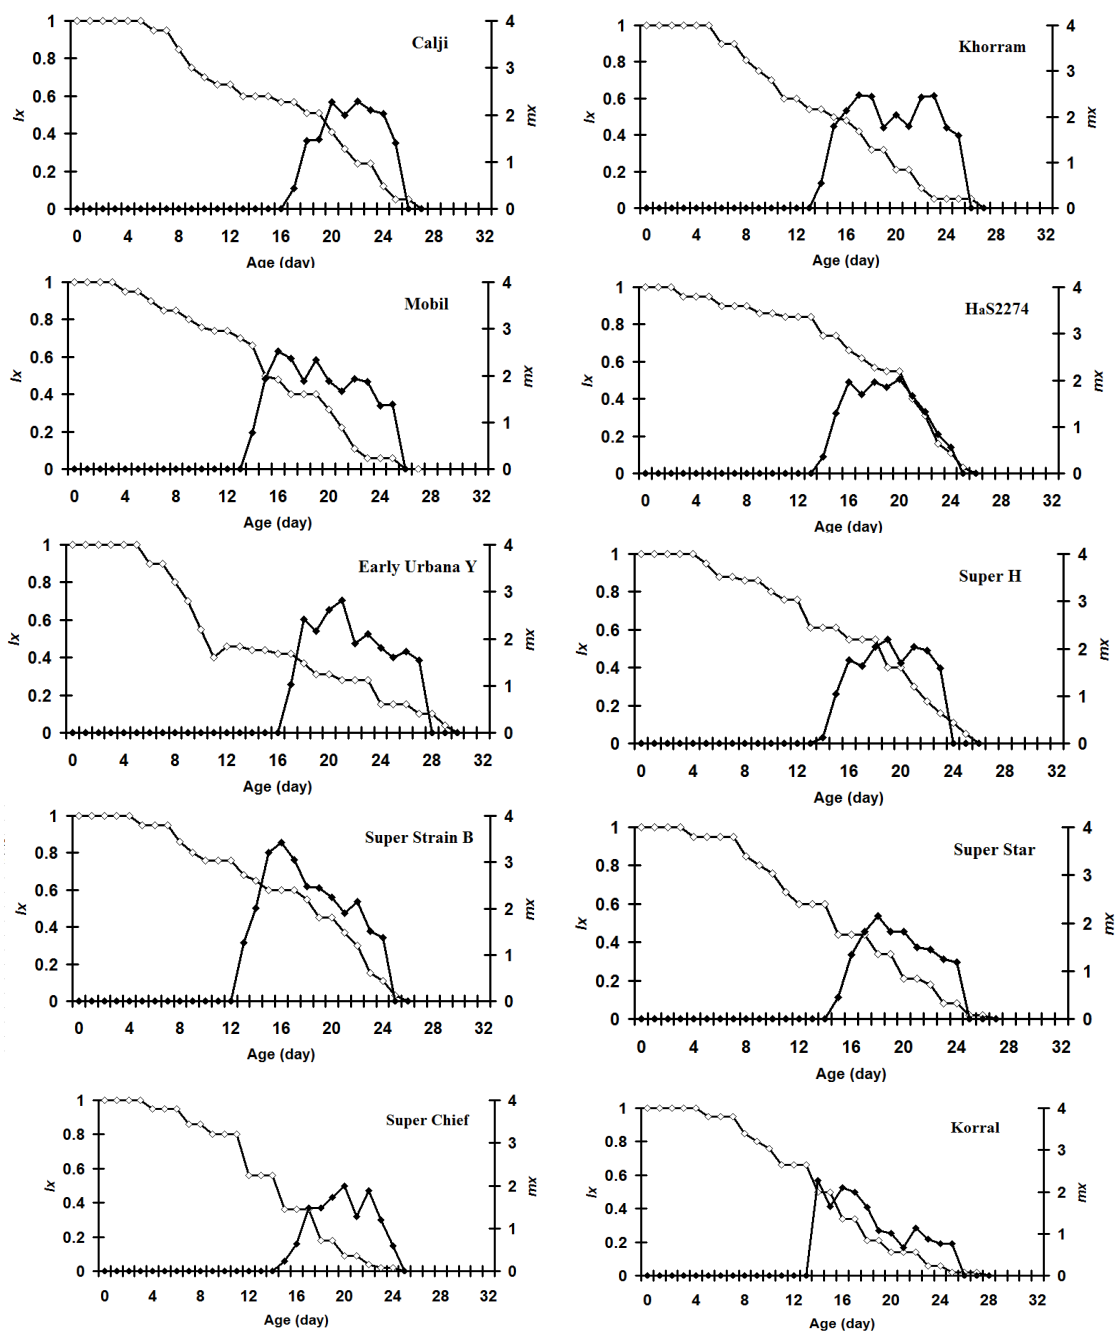 Calji
1
0.8
0.6
0.4
0.2
0
lx
4
3
2
1
0
mx
0 4 8 12 16 20 24 28 32
Age (day)
Khorram
1
0.8
0.6
0.4
0.2
0
lx
4
3
2
1
0
mx
0 4 8 12 16 20 24 28 32
Age (day)
Mobil
1
0.8
0.6
0.4
0.2
0
lx
4
3
2
1
0
mx
0 4 8 12 16 20 24 28 32
Age (day)
HaS2274
1
0.8
0.6
0.4
0.2
0
lx
4
3
2
1
0
mx
0 4 8 12 16 20 24 28 32
Age (day)
Early Urbana Y
1
0.8
0.6
0.4
0.2
0
lx
4
3
2
1
0
mx
0 4 8 12 16 20 24 28 32
Age (day)
Super H
1
0.8
0.6
0.4
0.2
0
lx
4
3
2
1
0
mx
0 4 8 12 16 20 24 28 32
Age (day)
Super Strain B
1
0.8
0.6
0.4
0.2
0
lx
4
3
2
1
0
mx
0 4 8 12 16 20 24 28 32
Age (day)
Super Star
1
0.8
0.6
0.4
0.2
0
lx
4
3
2
1
0
mx
0 4 8 12 16 20 24 28 32
Age (day)
Super Chief
1
0.8
0.6
0.4
0.2
0
lx
4
3
2
1
0
mx
0 4 8 12 16 20 24 28 32
Age (day)
Korral
1
0.8
0.6
0.4
0.2
0
lx
4
3
2
1
0
mx
0 4 8 12 16 20 24 28 32
Age (day)